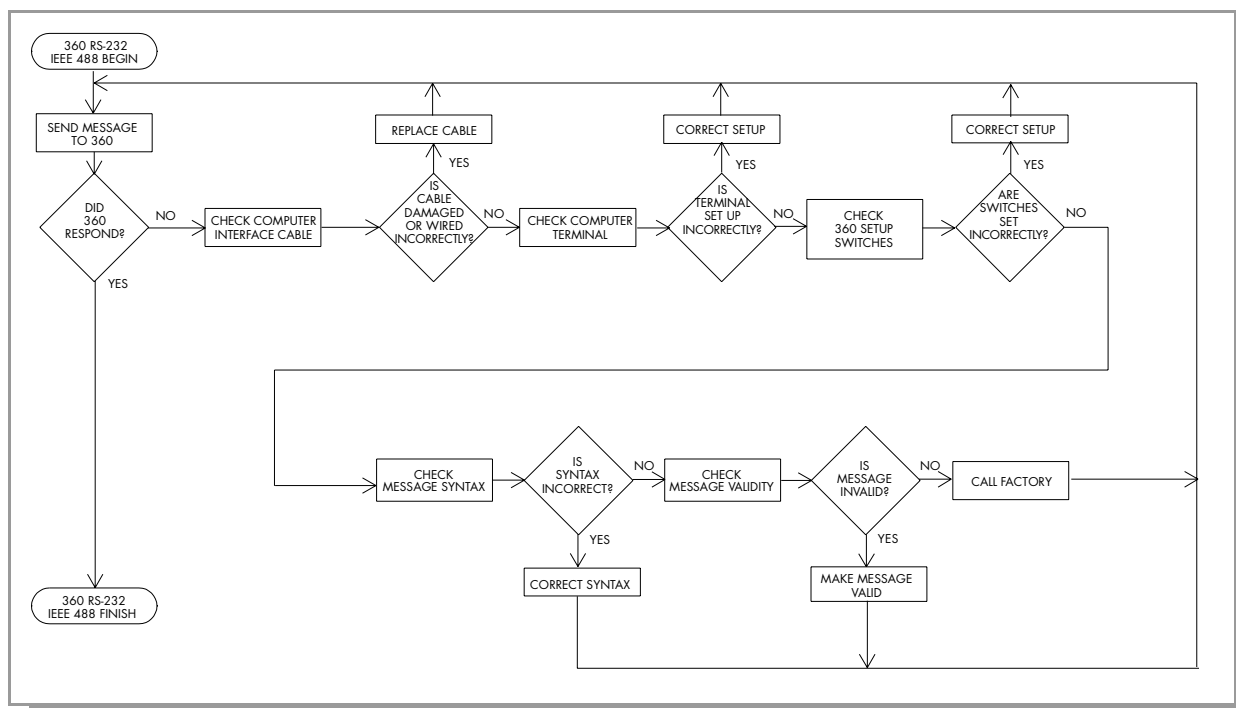 360 RS-232
IEEE 488 BEGIN
SEND MESSAGE
TO 360
DID
360
RESPOND?
NO
YES
CHECK COMPUTER
INTERFACE CABLE
REPLACE CABLE
YES
IS
CABLE
DAMAGED
OR WIRED
INCORRECTLY?
NO
CHECK COMPUTER
TERMINAL
CORRECT SETUP
YES
IS
TERMINAL
SET UP
INCORRECTLY?
NO
CHECK
360 SETUP
SWITCHES
CORRECT SETUP
YES
ARE
SWITCHES
SET
INCORRECTLY?
NO
CHECK
MESSAGE SYNTAX
IS
SYNTAX
INCORRECT?
NO
YES
CORRECT SYNTAX
CHECK
MESSAGE VALIDITY
IS
MESSAGE
INVALID?
NO
YES
MAKE MESSAGE
VALID
CALL FACTORY
360 RS-232
IEEE 488 FINISH